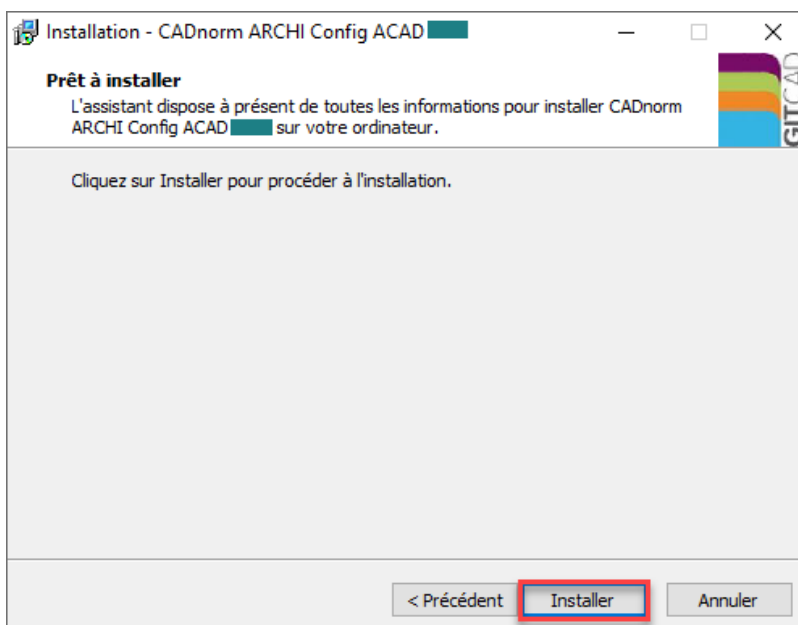 Installation - CADnorm ARCHI Config ACAD
Prêt à installer
L'assistant dispose à présent de toutes les informations pour installer CADnorm
ARCHI Config ACAD sur votre ordinateur.
GITCAD
Cliquez sur Installer pour procéder à l'installation.
< Précédent
Installer
Annuler